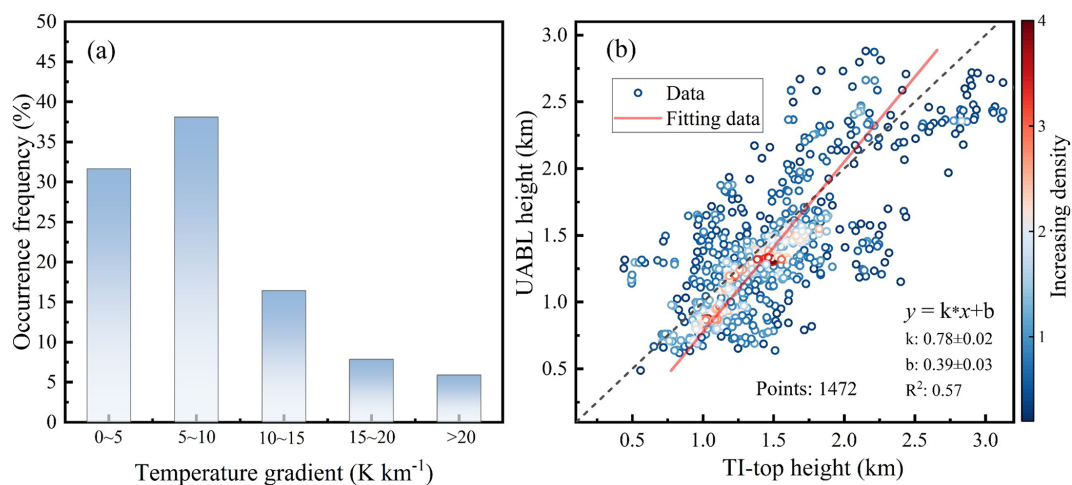 (a)
50
45
40
35
30
25
20
15
10
5
0
Occurrence frequency (%)
0~5 5~10 10~15 15~20 >20
Temperature gradient (K km⁻¹)
(b)
Data
Fitting data
3.0
2.5
2.0
1.5
1.0
0.5
UABL height (km)
y = k*x+b
k: 0.78±0.02
b: 0.39±0.03
R²: 0.57
Points: 1472
0.5 1.0 1.5 2.0 2.5 3.0
TI-top height (km)
4
3
2
1
Increasing density